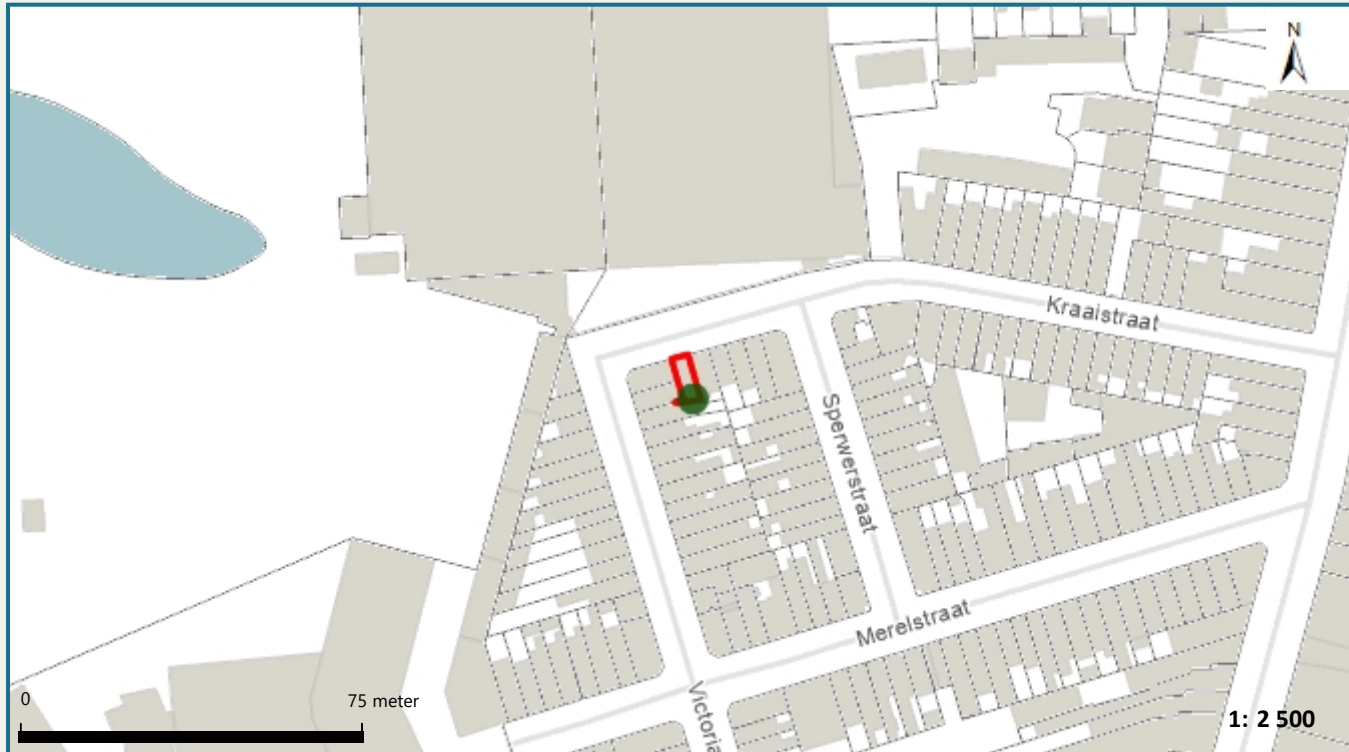 N
Kraaistraat
Sperwerstraat
Merelstraat
Victoria
0
75 meter
1: 2 500